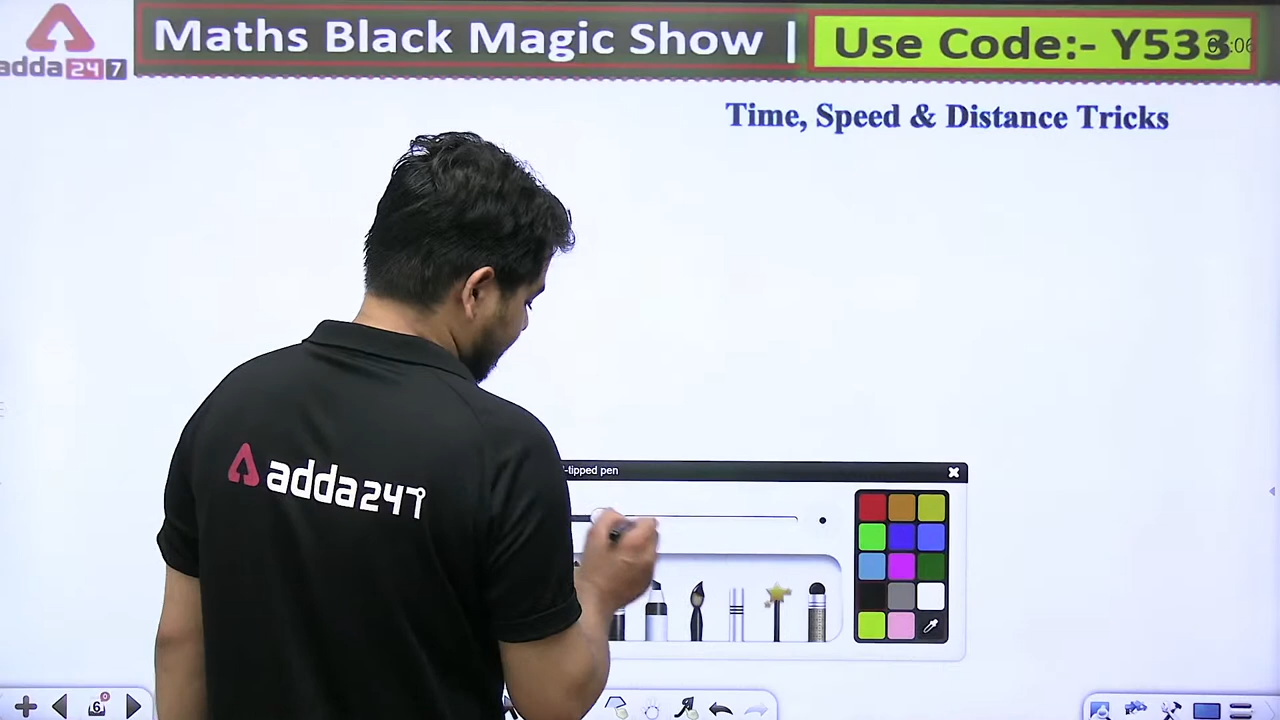 Maths Black Magic Show |
Use Code:- Y533
adda247
Time, Speed & Distance Tricks
adda247
-tipped pen
6